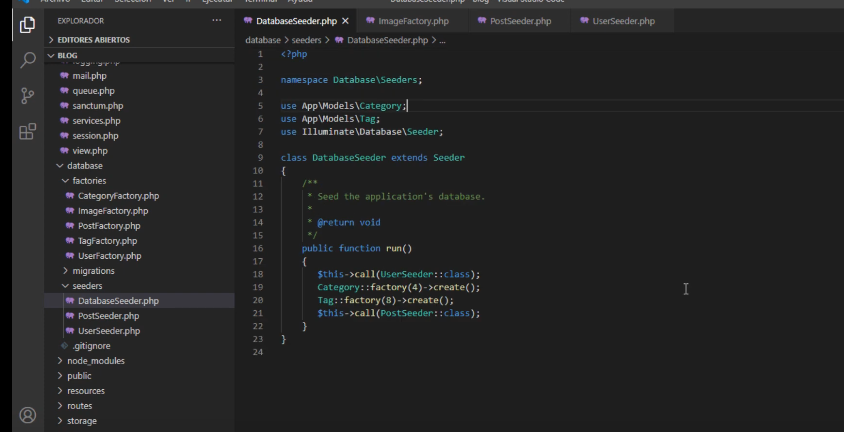 Archivo Editar Selección Ver Ir Ejecutar Terminal Ayuda DatabaseSeeder.php - blog - Visual Studio Code
EXPLORADOR ...
EDITORES ABIERTOS
BLOG
logging.php
mail.php
queue.php
sanctum.php
services.php
session.php
view.php
database
factories
CategoryFactory.php
ImageFactory.php
PostFactory.php
TagFactory.php
UserFactory.php
migrations
seeders
DatabaseSeeder.php
PostSeeder.php
UserSeeder.php
.gitignore
node_modules
public
resources
routes
storage
DatabaseSeeder.php ImageFactory.php PostSeeder.php UserSeeder.php
database > seeders > DatabaseSeeder.php > ...
1 <?php
2
3 namespace Database\Seeders;
4
5 use App\Models\Category;
6 use App\Models\Tag;
7 use Illuminate\Database\Seeder;
8
9 class DatabaseSeeder extends Seeder
10 {
11 /**
12 * Seed the application's database.
13 *
14 * @return void
15 */
16 public function run()
17 {
18 $this->call(UserSeeder::class);
19 Category::factory(4)->create();
20 Tag::factory(8)->create();
21 $this->call(PostSeeder::class);
22 }
23 }
24